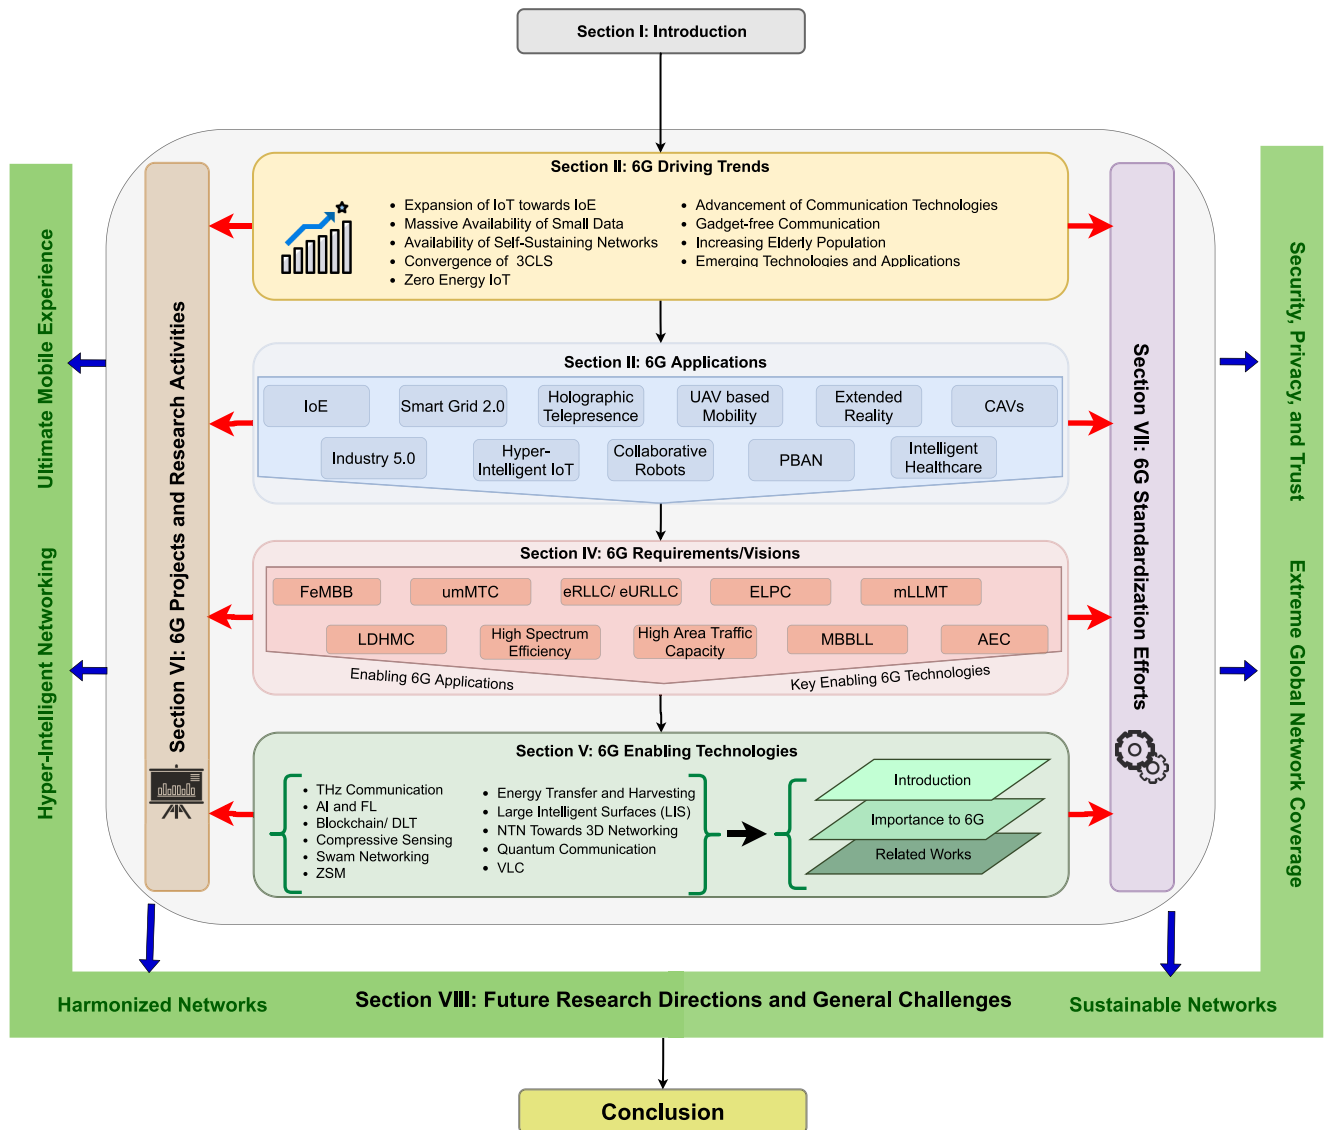 Section I: Introduction
Section II: 6G Driving Trends
Expansion of IoT towards IoE
Massive Availability of Small Data
Availability of Self-Sustaining Networks
Convergence of 3CLS
Zero Energy IoT
Advancement of Communication Technologies
Gadget-free Communication
Increasing Elderly Population
Emerging Technologies and Applications
Section II: 6G Applications
IoE
Smart Grid 2.0
Holographic
Telepresence
UAV based
Mobility
Extended
Reality
CAVs
Industry 5.0
Hyper-
Intelligent IoT
Collaborative
Robots
PBAN
Intelligent
Healthcare
Section IV: 6G Requirements/Visions
FeMBB
umMTC
eRLLC/ eURLLC
ELPC
mLLMT
LDHMC
High Spectrum
Efficiency
High Area Traffic
Capacity
MBBLL
AEC
Enabling 6G Applications
Key Enabling 6G Technologies
Section V: 6G Enabling Technologies
THz Communication
AI and FL
Blockchain/ DLT
Compressive Sensing
Swam Networking
ZSM
Energy Transfer and Harvesting
Large Intelligent Surfaces (LIS)
NTN Towards 3D Networking
Quantum Communication
VLC
Introduction
Importance to 6G
Related Works
Section VI: 6G Projects and Research Activities
Section VII: 6G Standardization Efforts
Ultimate Mobile Experience
Hyper-Intelligent Networking
Security, Privacy, and Trust
Extreme Global Network Coverage
Harmonized Networks
Section VIII: Future Research Directions and General Challenges
Sustainable Networks
Conclusion